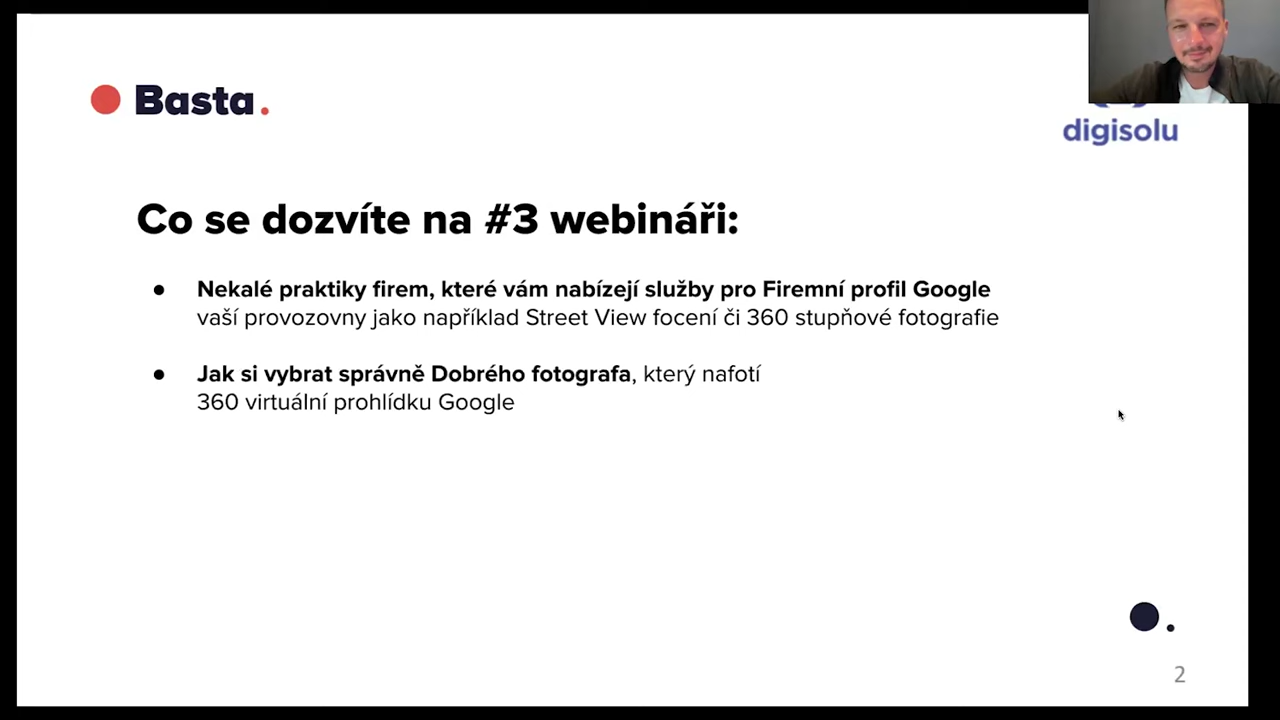 Basta.
digisolu
Co se dozvíte na #3 webináři:
● Nekalé praktiky firem, které vám nabízejí služby pro Firemní profil Google
vaší provozovny jako například Street View focení či 360 stupňové fotografie
● Jak si vybrat správně Dobrého fotografa, který nafotí
360 virtuální prohlídku Google
2